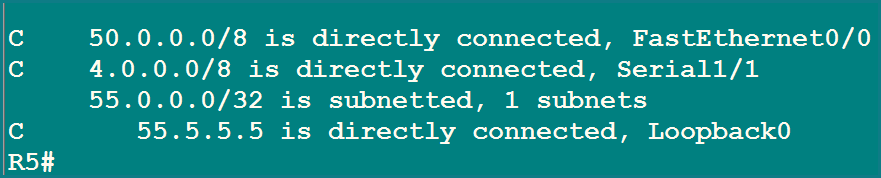 C    50.0.0.0/8 is directly connected, FastEthernet0/0
C    4.0.0.0/8 is directly connected, Serial1/1
     55.0.0.0/32 is subnetted, 1 subnets
C       55.5.5.5 is directly connected, Loopback0
R5#